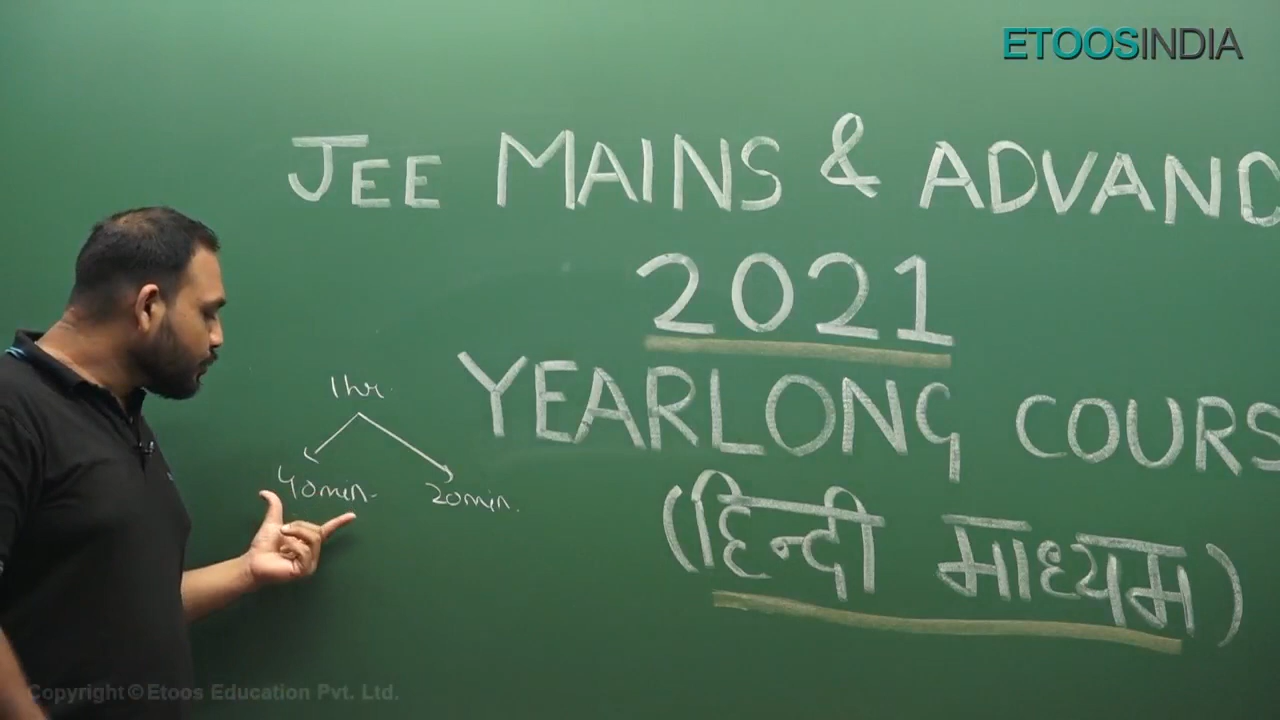 ETOOSINDIA
JEE MAINS & ADVANC
2021
YEARLONG COURS
(हिन्दी माध्यम)
1hr.
40min. 20min.
Copyright © Etoos Education Pvt. Ltd.